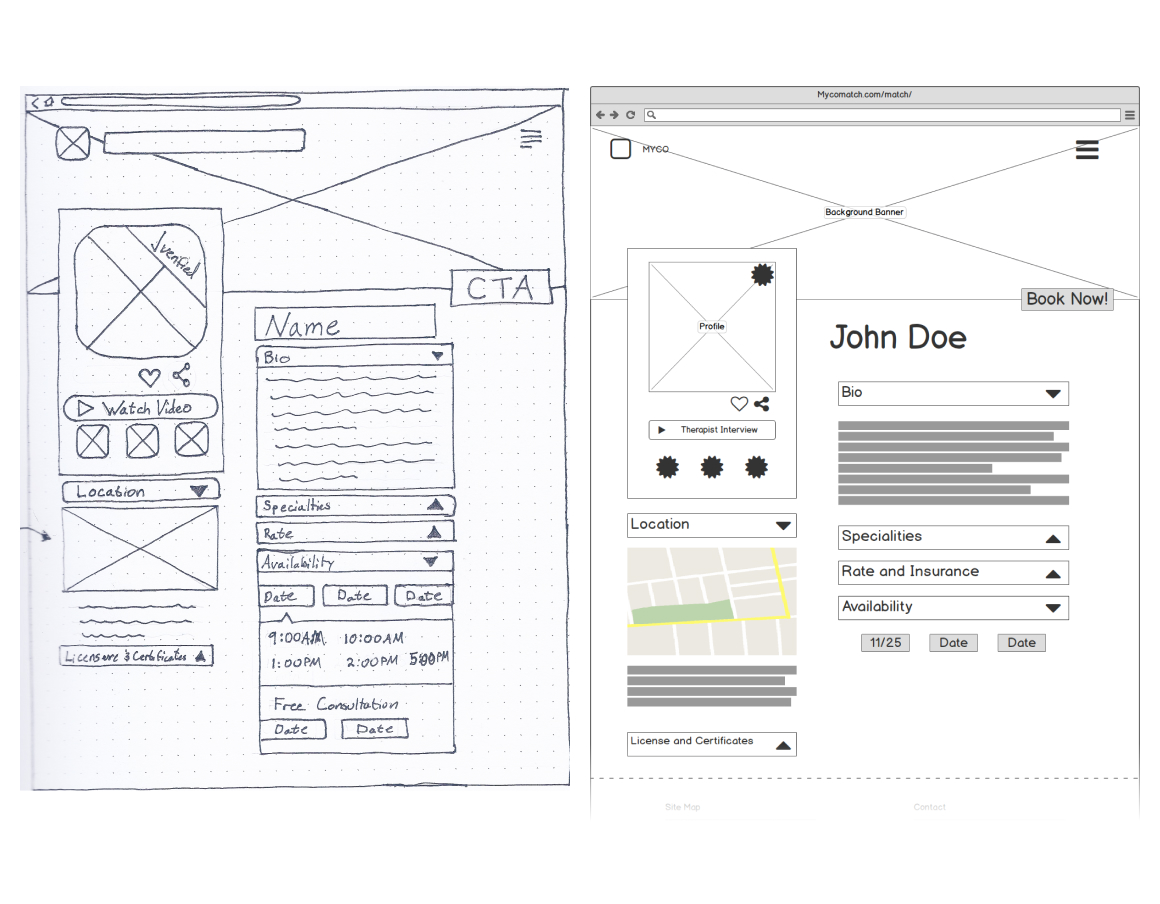 ✓verified
CTA
Name
Bio
Watch Video
Location
Specialties
Rate
Availability
Date Date Date
9:00AM 10:00AM
1:00PM 2:00PM 5:00PM
Licensure & Certificates
Free Consultation
Date Date
Mycomatch.com/match/
MYCO
Background Banner
Book Now!
Profile
John Doe
Bio
Therapist Interview
Location
Specialities
Rate and Insurance
Availability
11/25 Date Date
License and Certificates
Site Map Contact